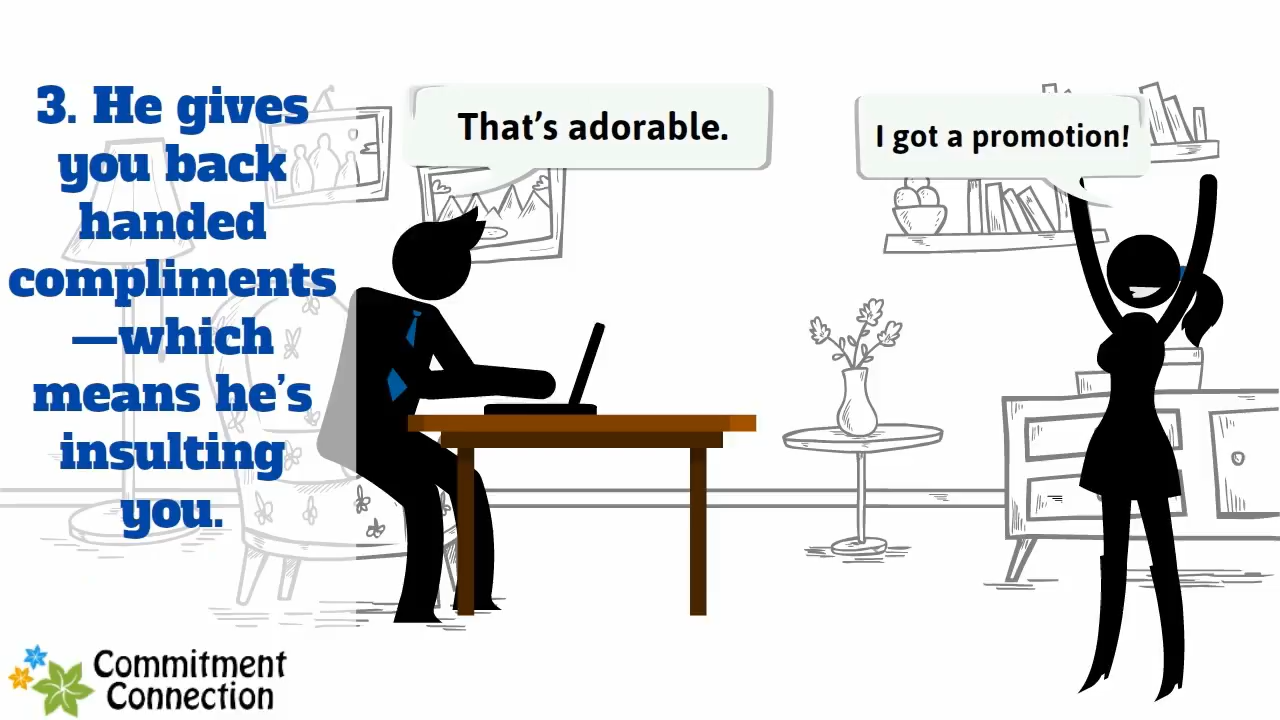 3. He gives
you back
handed
compliments
—which
means he’s
insulting
you.
That’s adorable.
I got a promotion!
Commitment
Connection